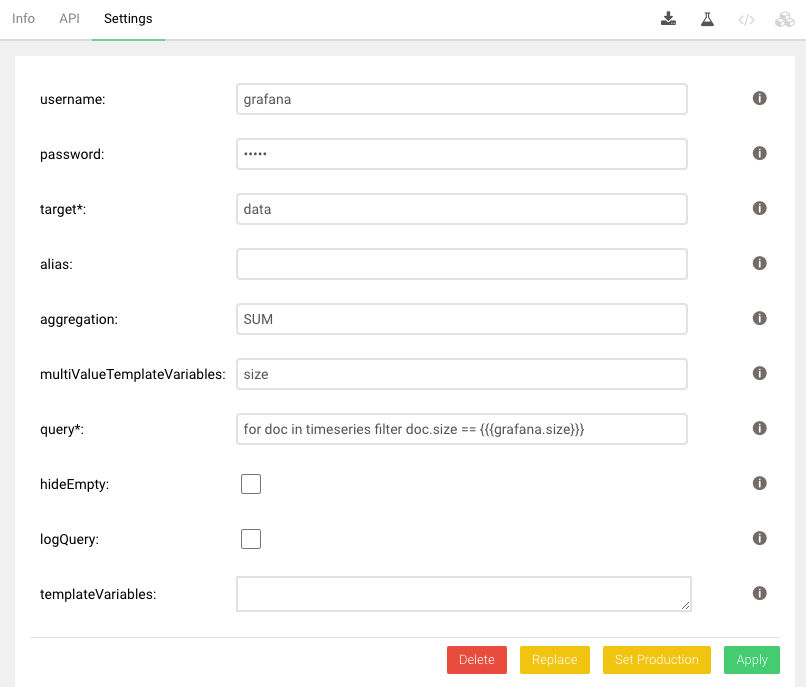 Info API Settings
username: grafana
password: •••••
target*: data
alias:
aggregation: SUM
multiValueTemplateVariables: size
query*: for doc in timeseries filter doc.size == {{{grafana.size}}}
hideEmpty:
logQuery:
templateVariables:
Delete Replace Set Production Apply